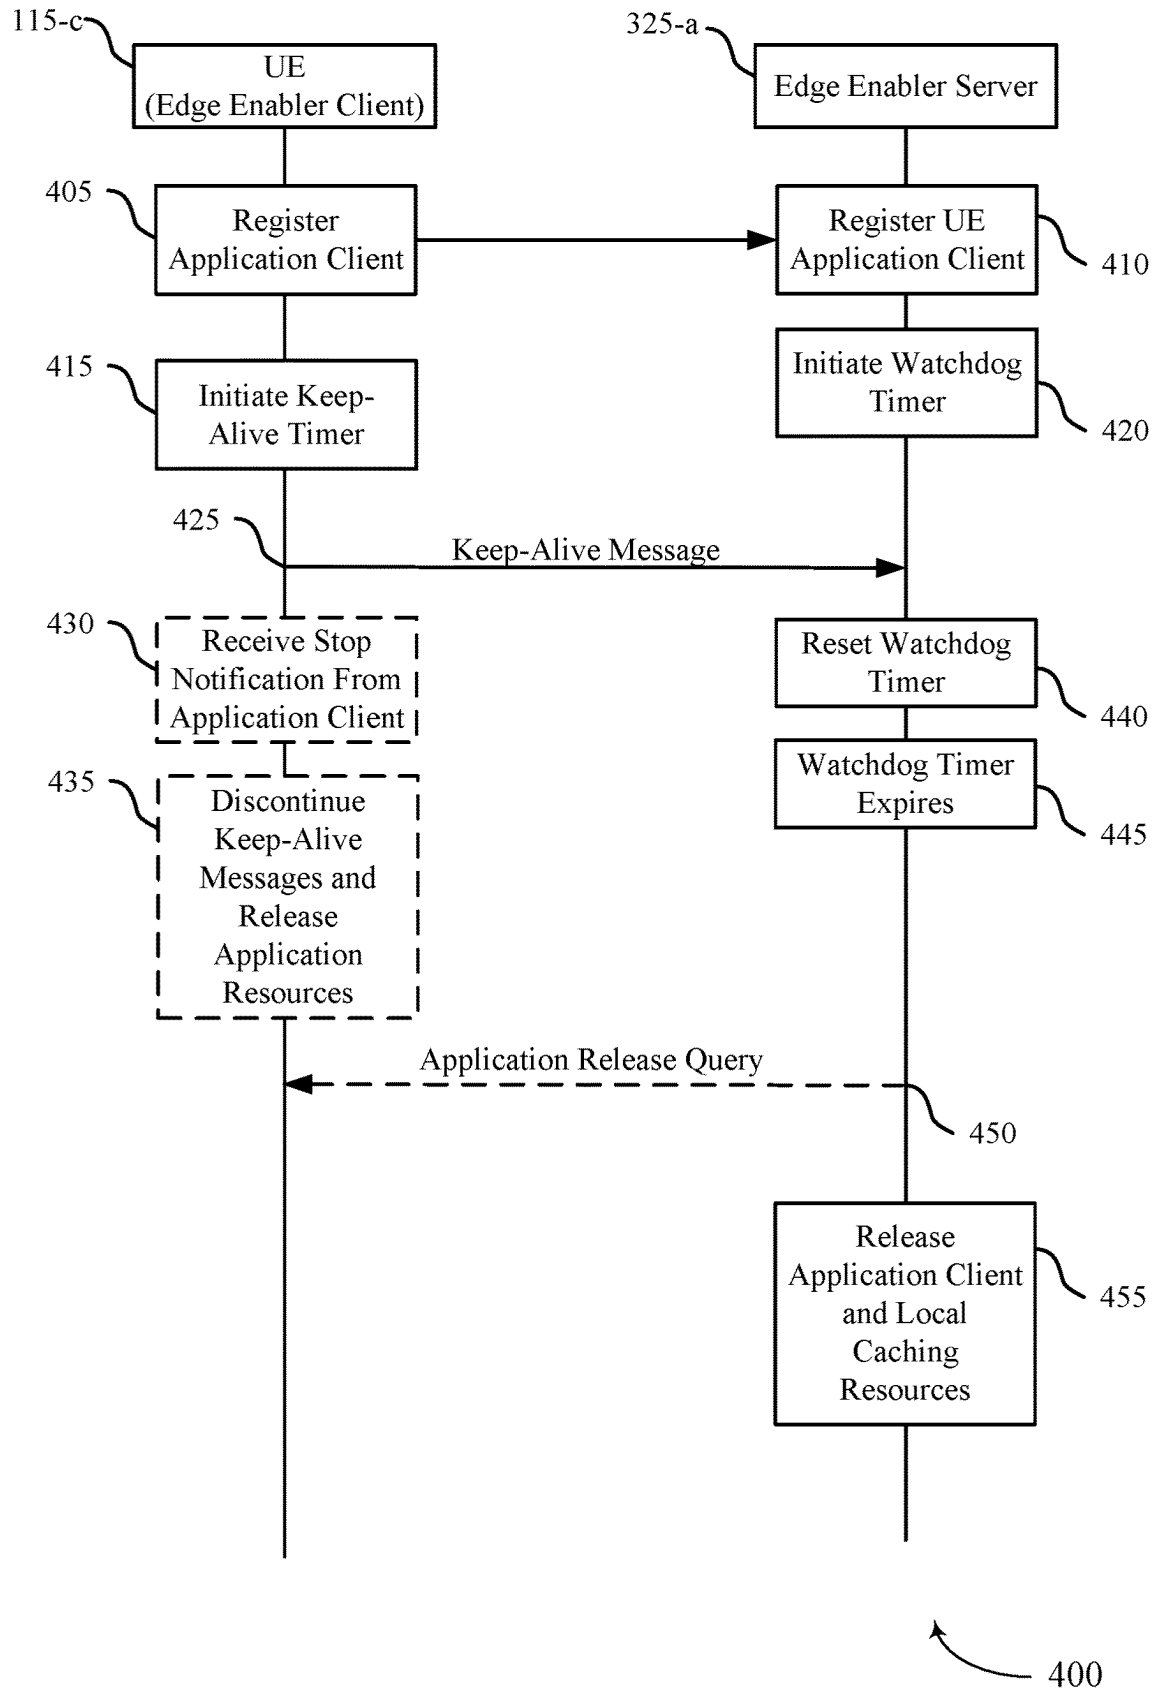 115-c
325-a
UE
(Edge Enabler Client)
Edge Enabler Server
405
Register
Application Client
Register UE
Application Client
410
415
Initiate Keep-
Alive Timer
Initiate Watchdog
Timer
420
425
Keep-Alive Message
430
Receive Stop
Notification From
Application Client
Reset Watchdog
Timer
440
435
Discontinue
Keep-Alive
Messages and
Release
Application
Resources
Watchdog Timer
Expires
445
Application Release Query
450
Release
Application Client
and Local
Caching
Resources
455
400